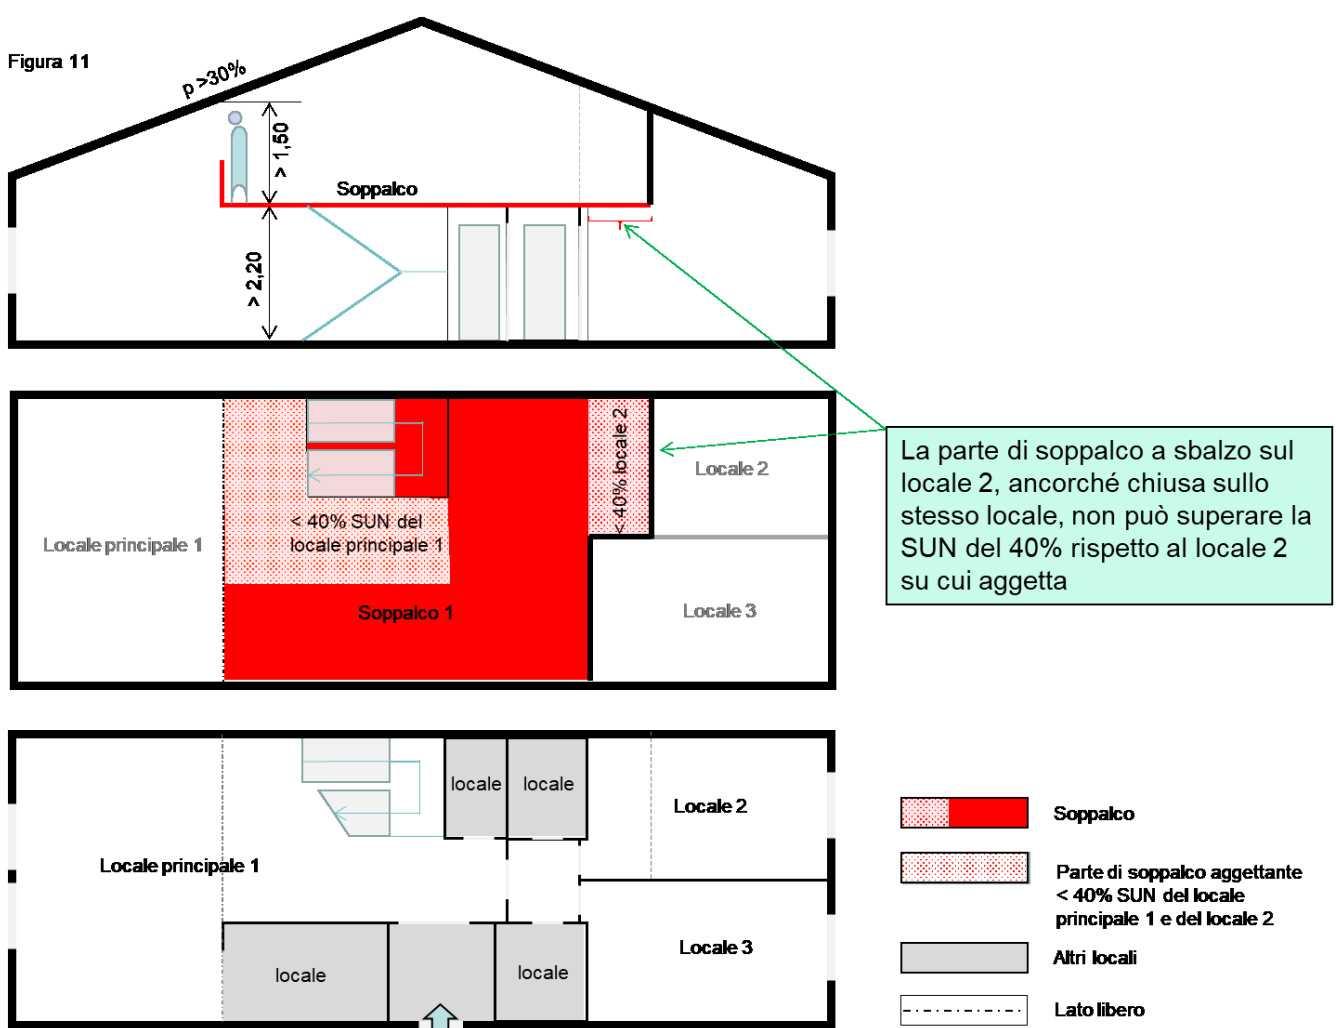 Figura 11
p >30%
> 1,50
Soppalco
> 2,20
Locale principale 1
< 40% SUN del
locale principale 1
< 40% locale 2
Locale 2
Soppalco 1
Locale 3
La parte di soppalco a sbalzo sul
locale 2, ancorché chiusa sullo
stesso locale, non può superare la
SUN del 40% rispetto al locale 2
su cui aggetta
locale
locale
Locale 2
Locale principale 1
Locale 3
locale
locale
Soppalco
Parte di soppalco aggettante
< 40% SUN del locale
principale 1 e del locale 2
Altri locali
Lato libero